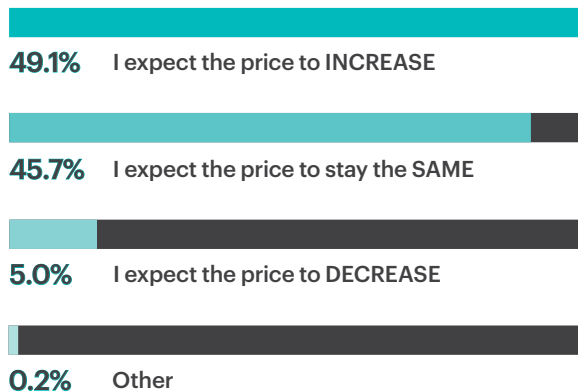 49.1% I expect the price to INCREASE
45.7% I expect the price to stay the SAME
5.0% I expect the price to DECREASE
0.2% Other